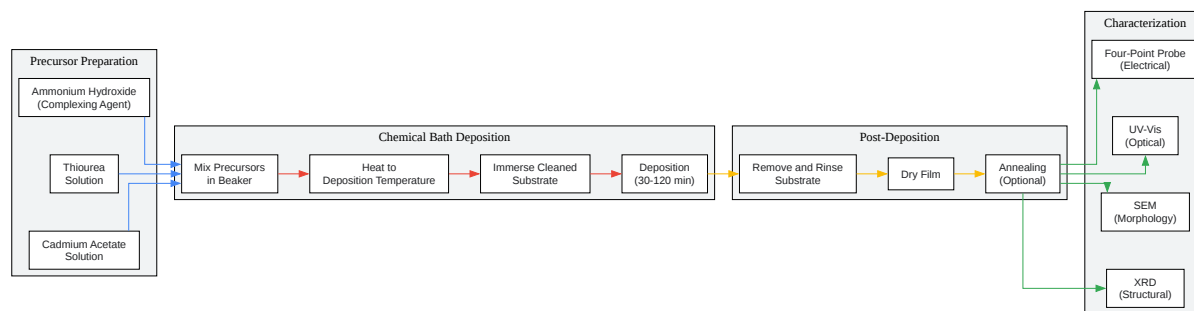 Precursor Preparation
Ammonium Hydroxide
(Complexing Agent)
Thiourea
Solution
Cadmium Acetate
Solution
Chemical Bath Deposition
Mix Precursors
in Beaker
Heat to
Deposition Temperature
Immerse Cleaned
Substrate
Deposition
(30-120 min)
Post-Deposition
Remove and Rinse
Substrate
Dry Film
Annealing
(Optional)
Characterization
Four-Point Probe
(Electrical)
UV-Vis
(Optical)
SEM
(Morphology)
XRD
(Structural)